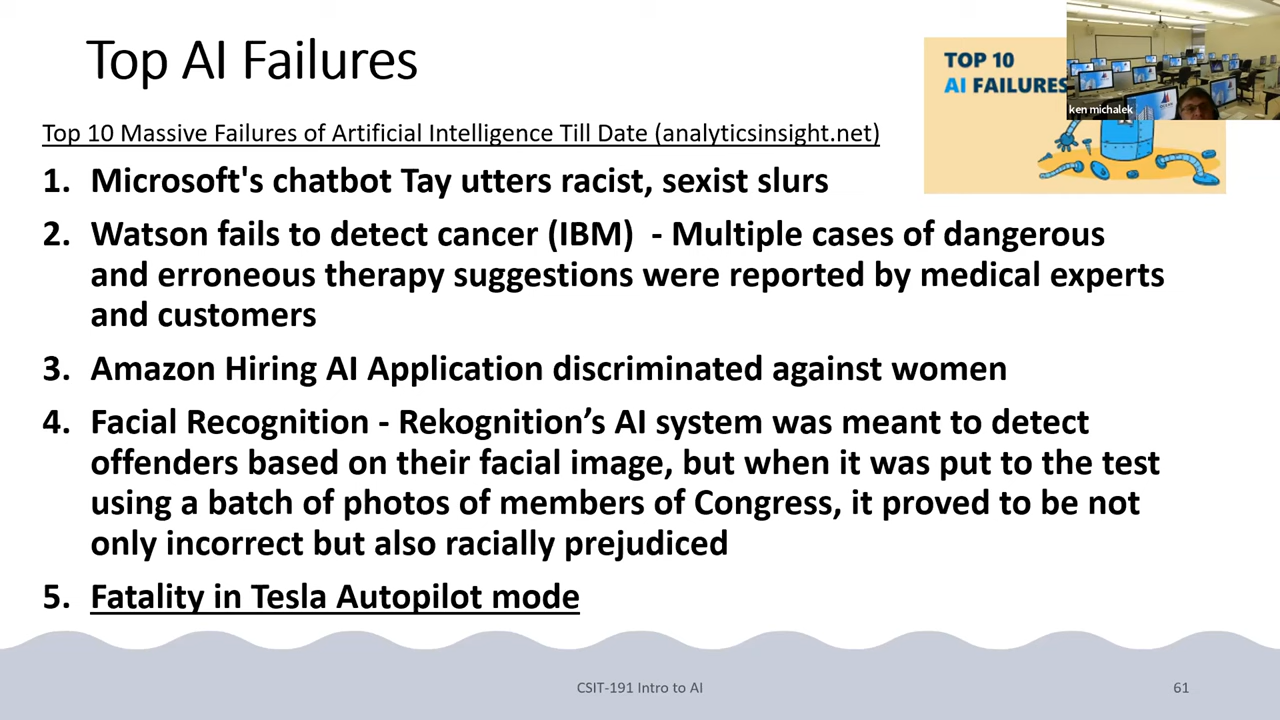 Top AI Failures
TOP 10
AI FAILURES
ken michalek
Top 10 Massive Failures of Artificial Intelligence Till Date (analyticsinsight.net)
1. Microsoft's chatbot Tay utters racist, sexist slurs
2. Watson fails to detect cancer (IBM)  - Multiple cases of dangerous
and erroneous therapy suggestions were reported by medical experts
and customers
3. Amazon Hiring AI Application discriminated against women
4. Facial Recognition - Rekognition’s AI system was meant to detect
offenders based on their facial image, but when it was put to the test
using a batch of photos of members of Congress, it proved to be not
only incorrect but also racially prejudiced
5. Fatality in Tesla Autopilot mode
CSIT-191 Intro to AI
61